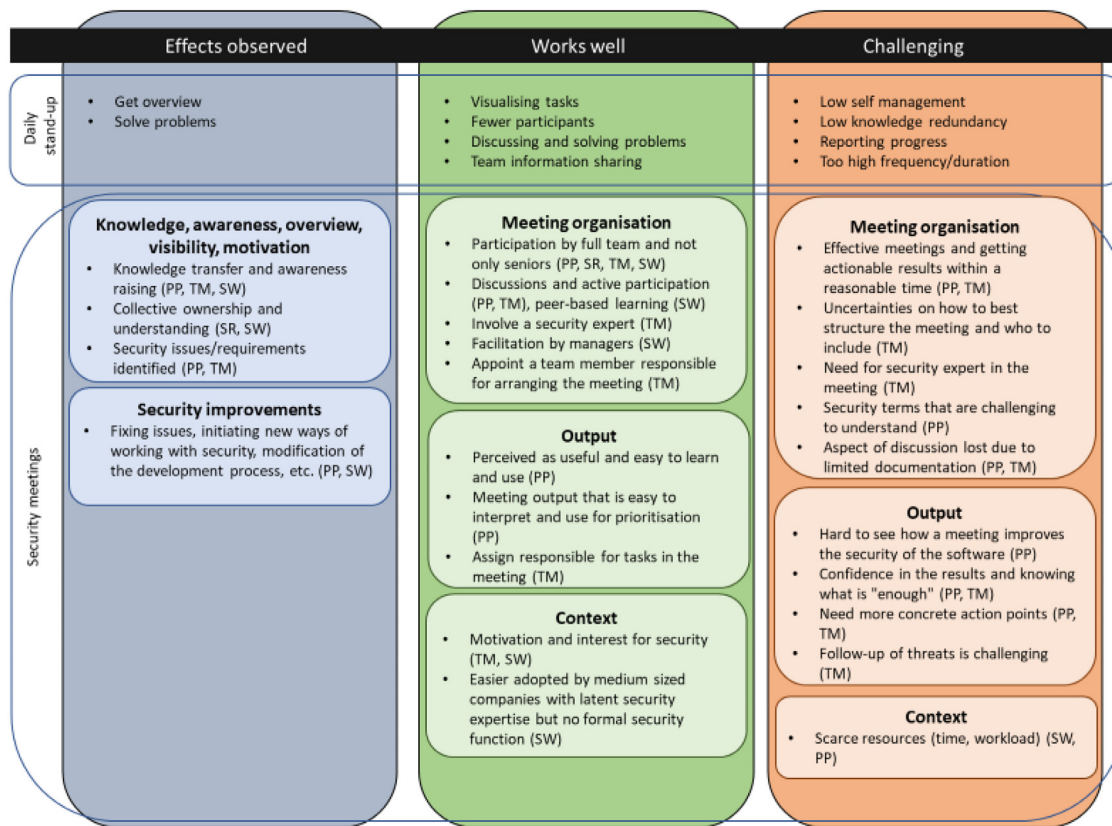 Effects observed
Works well
Challenging
Daily
stand-up
• Get overview
• Solve problems
• Visualising tasks
• Fewer participants
• Discussing and solving problems
• Team information sharing
• Low self management
• Low knowledge redundancy
• Reporting progress
• Too high frequency/duration
Security meetings
Knowledge, awareness, overview,
visibility, motivation
• Knowledge transfer and awareness
raising (PP, TM, SW)
• Collective ownership and
understanding (SR, SW)
• Security issues/requirements
identified (PP, TM)
Security improvements
• Fixing issues, initiating new ways of
working with security, modification of
the development process, etc. (PP, SW)
Meeting organisation
• Participation by full team and not
only seniors (PP, SR, TM, SW)
• Discussions and active participation
(PP, TM), peer-based learning (SW)
• Involve a security expert (TM)
• Facilitation by managers (SW)
• Appoint a team member responsible
for arranging the meeting (TM)
Output
• Perceived as useful and easy to learn
and use (PP)
• Meeting output that is easy to
interpret and use for prioritisation
(PP)
• Assign responsible for tasks in the
meeting (TM)
Context
• Motivation and interest for security
(TM, SW)
• Easier adopted by medium sized
companies with latent security
expertise but no formal security
function (SW)
Meeting organisation
• Effective meetings and getting
actionable results within a
reasonable time (PP, TM)
• Uncertainties on how to best
structure the meeting and who to
include (TM)
• Need for security expert in the
meeting (TM)
• Security terms that are challenging
to understand (PP)
• Aspect of discussion lost due to
limited documentation (PP, TM)
Output
• Hard to see how a meeting improves
the security of the software (PP)
• Confidence in the results and knowing
what is "enough" (PP, TM)
• Need more concrete action points (PP,
TM)
• Follow-up of threats is challenging
(TM)
Context
• Scarce resources (time, workload) (SW,
PP)